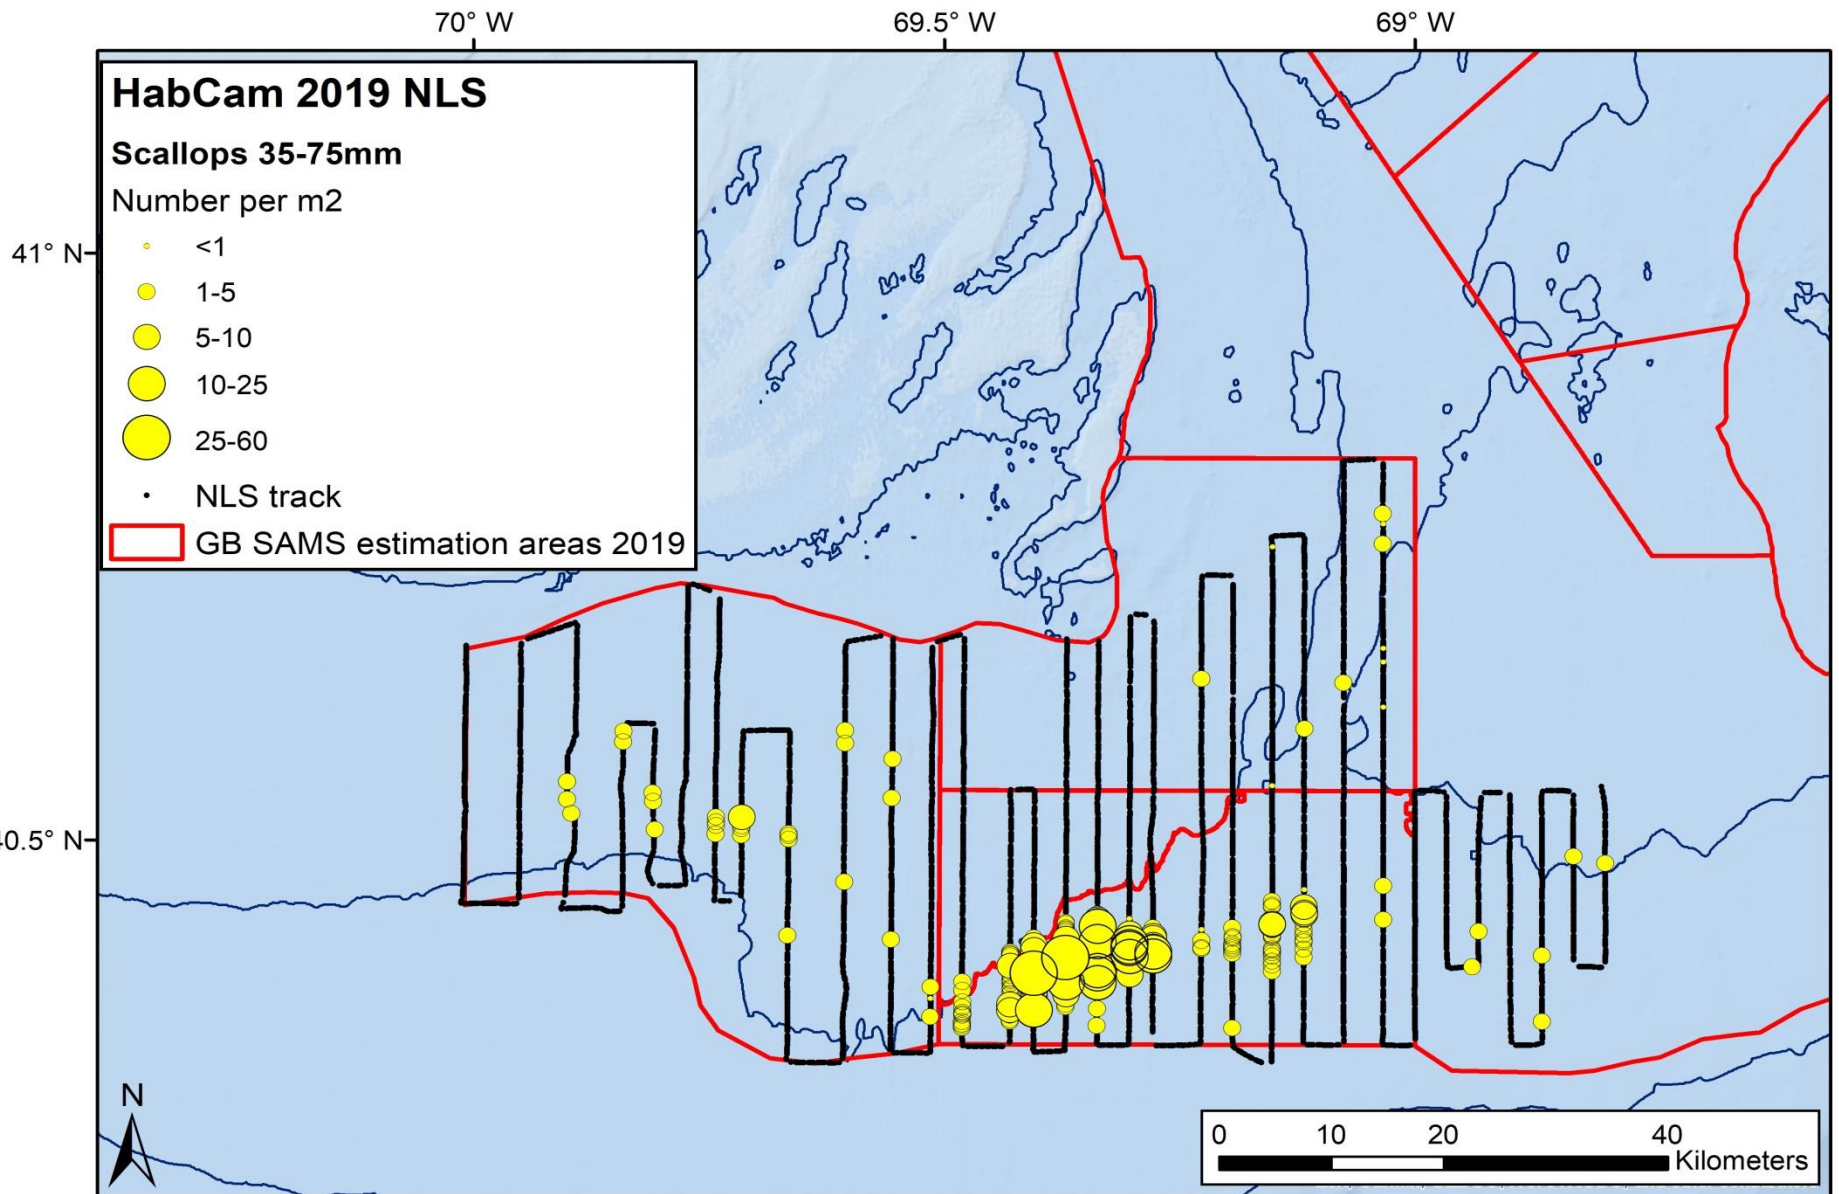 70° W 69.5° W 69° W
HabCam 2019 NLS
Scallops 35-75mm
Number per m2
<1
1-5
5-10
10-25
25-60
NLS track
GB SAMS estimation areas 2019
41° N
0.5° N
N
0 10 20 40
Kilometers